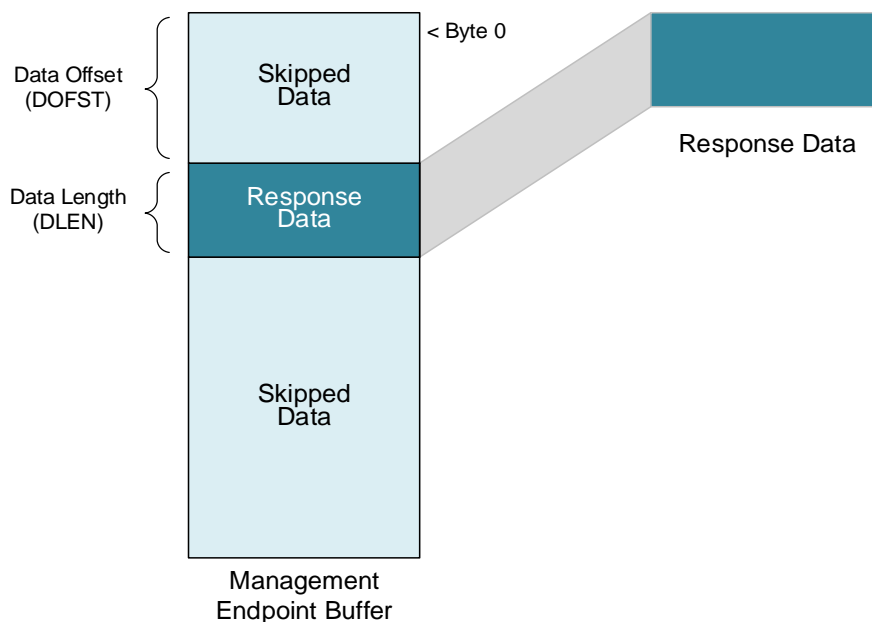 < Byte 0
Data Offset
(DOFST)
Skipped
Data
Response Data
Data Length
(DLEN)
Response
Data
Skipped
Data
Management
Endpoint Buffer